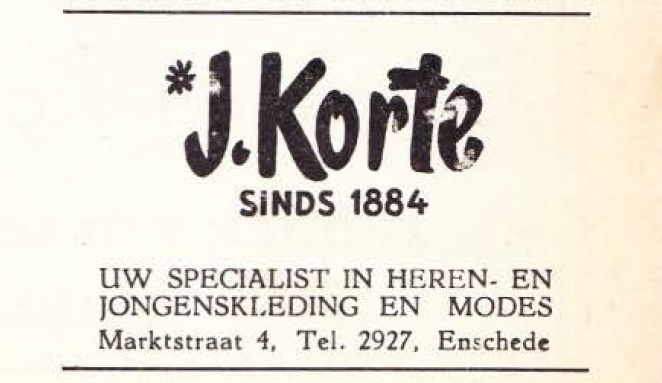 *J. Korte
SiNDS 1884
UW SPECIALIST IN HEREN- EN
JONGENSKLEDING EN MODES
Marktstraat 4, Tel. 2927, Enschede